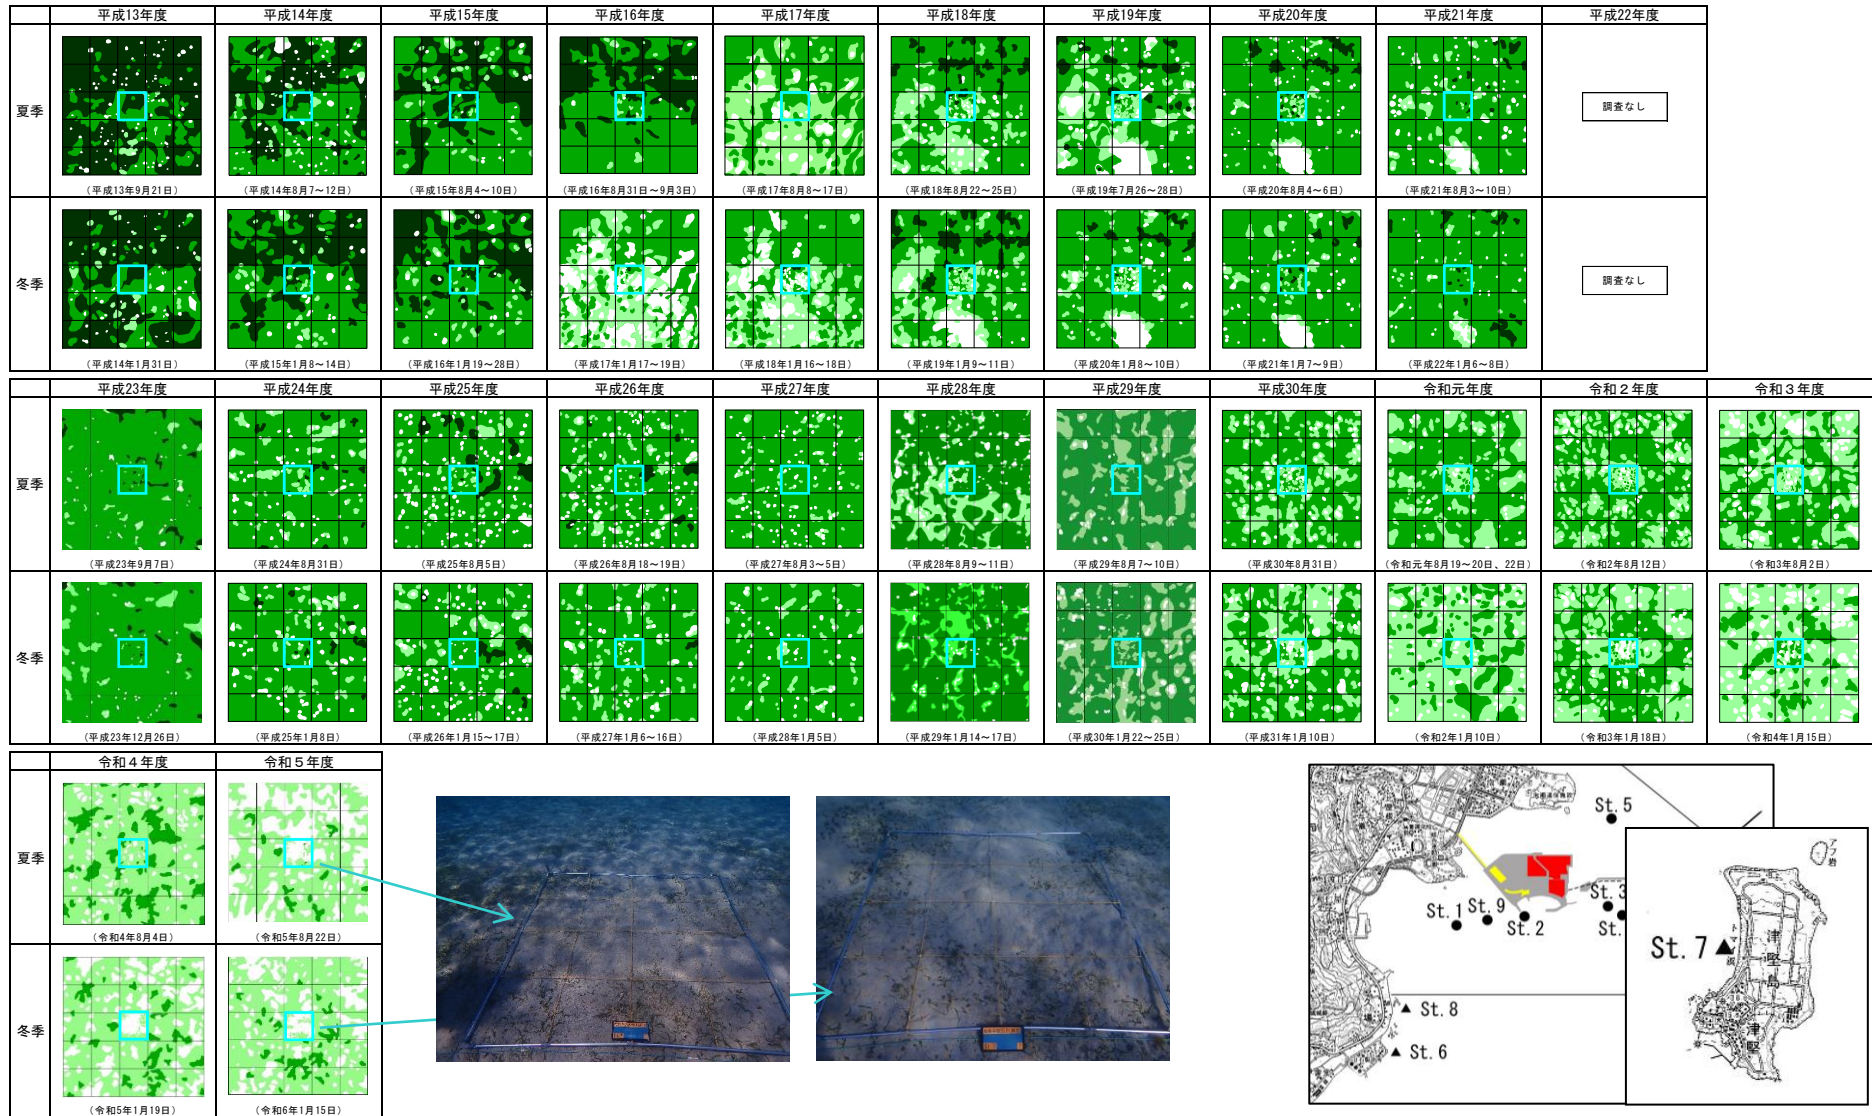 平成13年度 平成14年度 平成15年度 平成16年度 平成17年度 平成18年度 平成19年度 平成20年度 平成21年度 平成22年度
夏季
調査なし
(平成13年9月21日) (平成14年8月7～12日) (平成15年8月4～10日) (平成16年8月31日～9月3日) (平成17年8月8～17日) (平成18年8月22～25日) (平成19年7月26～28日) (平成20年8月4～6日) (平成21年8月3～10日)
冬季
調査なし
(平成14年1月31日) (平成15年1月8～14日) (平成16年1月19～28日) (平成17年1月17～19日) (平成18年1月16～18日) (平成19年1月9～11日) (平成20年1月8～10日) (平成21年1月7～9日) (平成22年1月6～8日)
平成23年度 平成24年度 平成25年度 平成26年度 平成27年度 平成28年度 平成29年度 平成30年度 令和元年度 令和２年度 令和３年度
夏季
(平成23年9月7日) (平成24年8月31日) (平成25年8月5日) (平成26年8月18～19日) (平成27年8月3～5日) (平成28年8月9～11日) (平成29年8月7～10日) (平成30年8月31日) (令和元年8月19～20日、22日) (令和2年8月12日) (令和3年8月2日)
冬季
(平成23年12月26日) (平成25年1月8日) (平成26年1月15～17日) (平成27年1月6～16日) (平成28年1月5日) (平成29年1月14～17日) (平成30年1月22～25日) (平成31年1月10日) (令和2年1月10日) (令和3年1月18日) (令和4年1月15日)
令和４年度 令和５年度
夏季
(令和4年8月4日) (令和5年8月22日)
冬季
(令和5年1月19日) (令和6年1月15日)
St. 5
St. 3
St. 1 St. 9
St. 2 St.
St. 8
St. 6
アフ岩
St. 7
津堅島
津堅